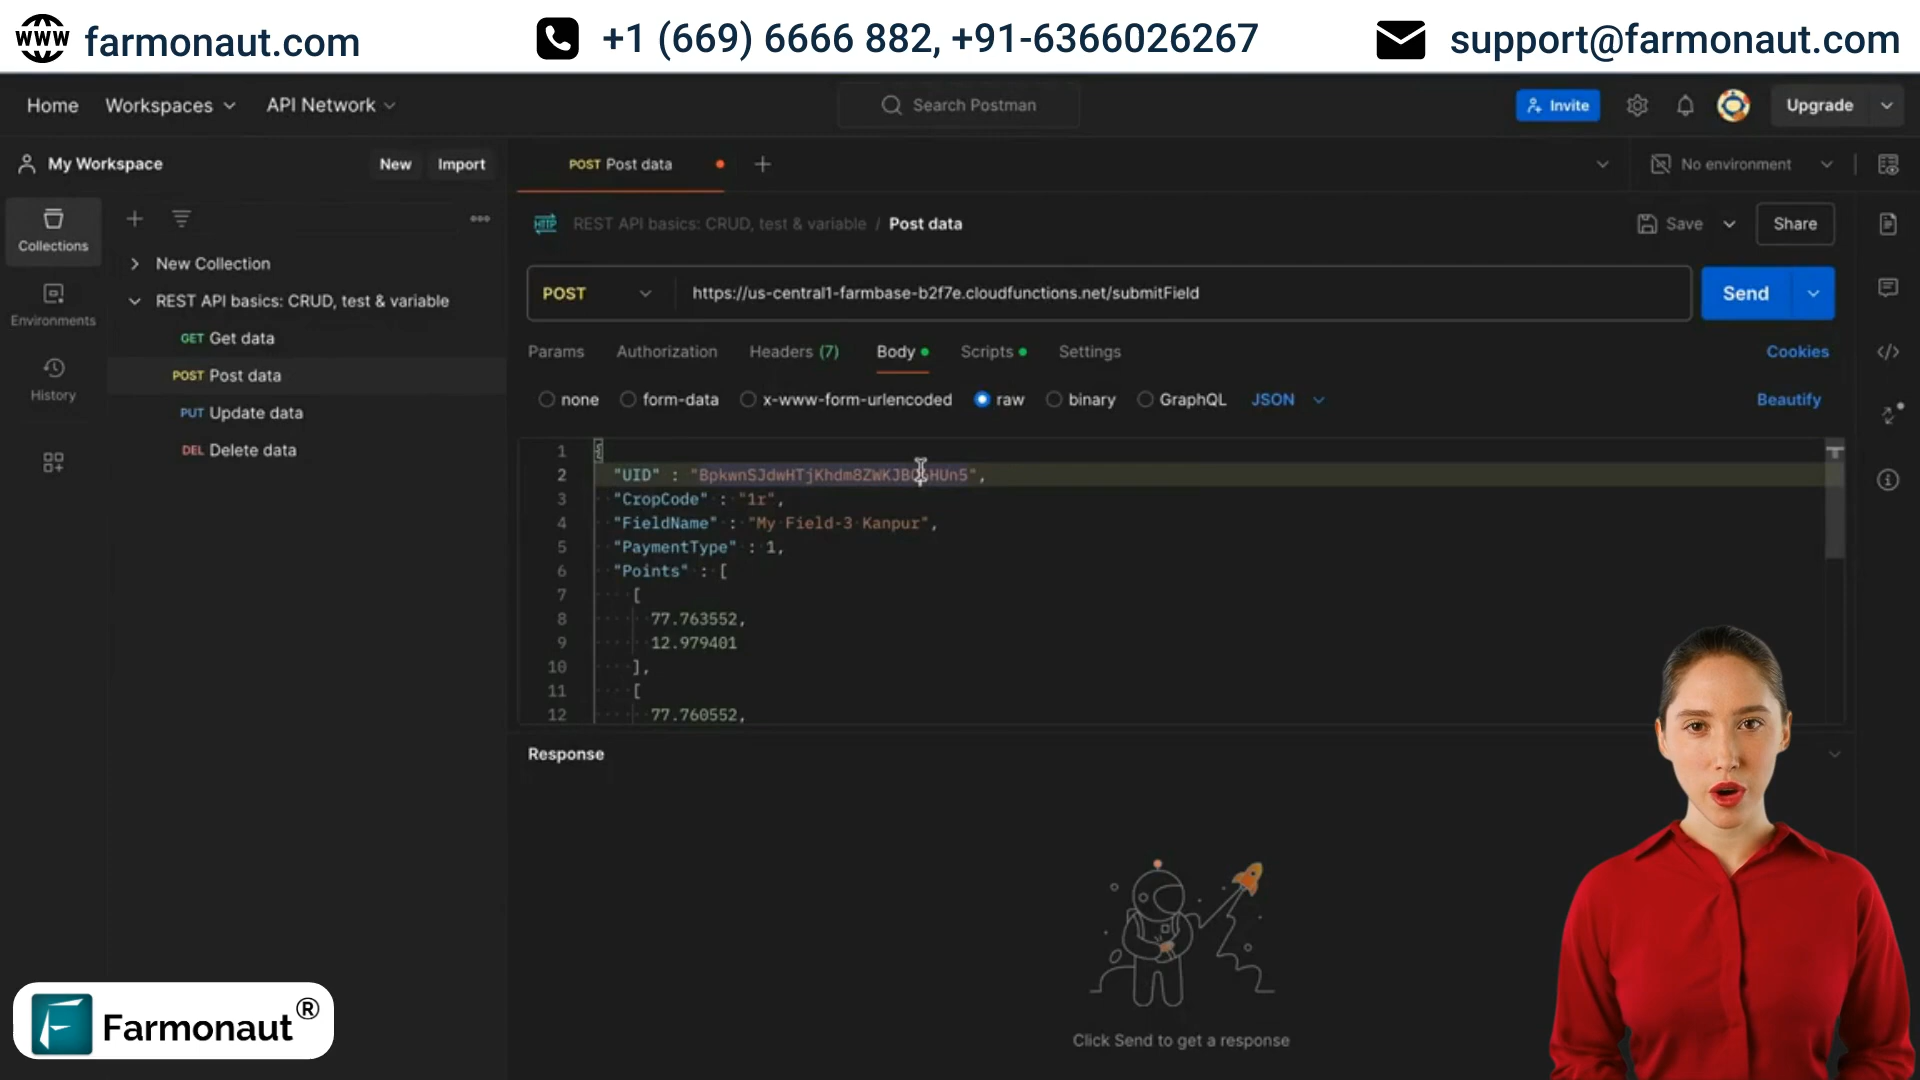 www farmonaut.com
+1 (669) 6666 882, +91-6366026267
support@farmonaut.com
Home Workspaces API Network
Search Postman
Invite
Upgrade
My Workspace
New Import
POST Post data
No environment
Collections
Environments
History
New Collection
REST API basics: CRUD, test & variable
GET Get data
POST Post data
PUT Update data
DEL Delete data
HTTP REST API basics: CRUD, test & variable / Post data
Save
Share
POST https://us-central1-farmbase-b2f7e.cloudfunctions.net/submitField
Send
Params Authorization Headers (7) Body Scripts Settings
Cookies
none form-data x-www-form-urlencoded raw binary GraphQL JSON
Beautify
1 {
2 "UID" :
3 "CropCode" : "1r",
4 "FieldName" : "My Field-3 Kanpur",
5 "PaymentType" : 1,
6 "Points" : [
7 [
8 77.763552,
9 12.979401
10 ],
11 [
12 77.760552,
Response
Click Send to get a response
Farmonaut®